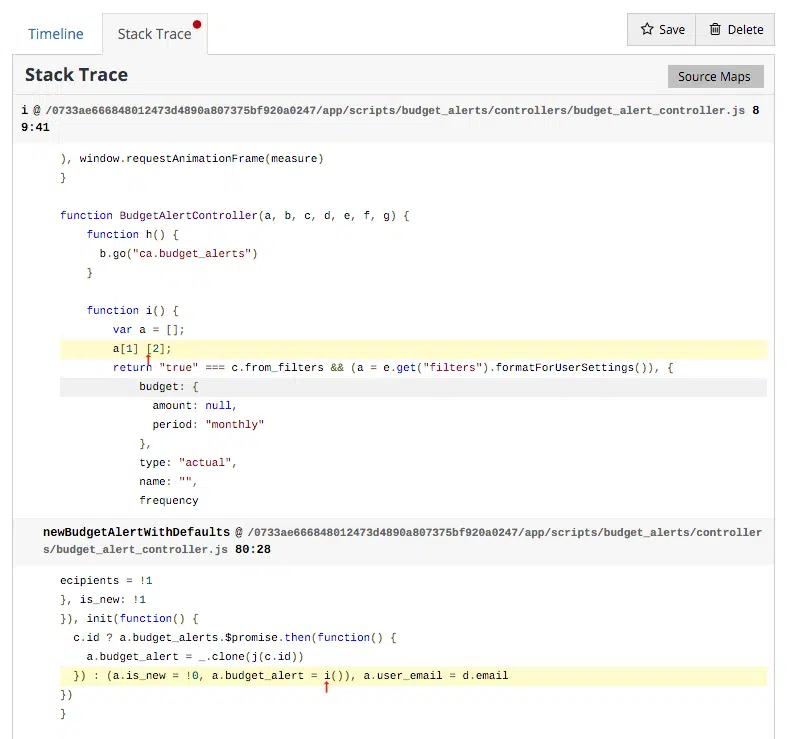 Timeline
Stack Trace
Save
Delete
Stack Trace
Source Maps
i @ /0733ae666848012473d4890a807375bf920a0247/app/scripts/budget_alerts/controllers/budget_alert_controller.js 8
9:41
), window.requestAnimationFrame(measure)
}
function BudgetAlertController(a, b, c, d, e, f, g) {
function h() {
b.go("ca.budget_alerts")
}
function i() {
var a = [];
a[1] [2];
return "true" === c.from_filters && (a = e.get("filters").formatForUserSettings()), {
budget: {
amount: null,
period: "monthly"
},
type: "actual",
name: "",
frequency
newBudgetAlertWithDefaults @ /0733ae666848012473d4890a807375bf920a0247/app/scripts/budget_alerts/controller
s/budget_alert_controller.js 80:28
ecipients = !1
}, is_new: !1
}), init(function() {
c.id ? a.budget_alerts.$promise.then(function() {
a.budget_alert = _.clone(j(c.id))
}) : (a.is_new = !0, a.budget_alert = i()), a.user_email = d.email
})
}